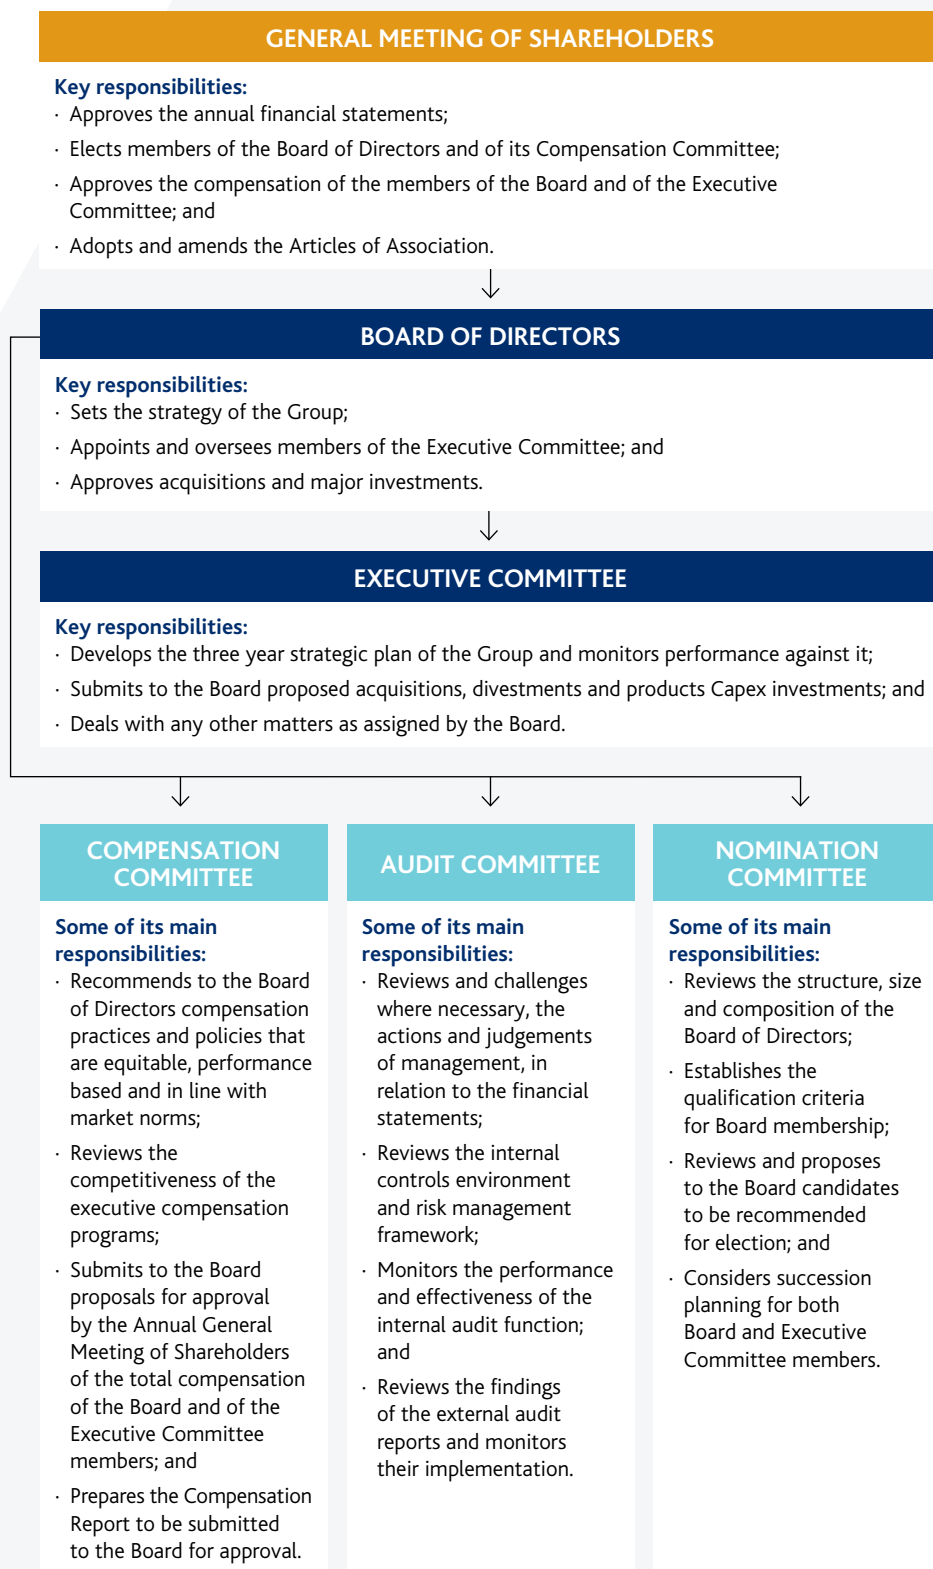 GENERAL MEETING OF SHAREHOLDERS
Key responsibilities:
· Approves the annual financial statements;
· Elects members of the Board of Directors and of its Compensation Committee;
· Approves the compensation of the members of the Board and of the Executive
Committee; and
· Adopts and amends the Articles of Association.
BOARD OF DIRECTORS
Key responsibilities:
· Sets the strategy of the Group;
· Appoints and oversees members of the Executive Committee; and
· Approves acquisitions and major investments.
EXECUTIVE COMMITTEE
Key responsibilities:
· Develops the three year strategic plan of the Group and monitors performance against it;
· Submits to the Board proposed acquisitions, divestments and products Capex investments; and
· Deals with any other matters as assigned by the Board.
COMPENSATION
COMMITTEE
Some of its main
responsibilities:
· Recommends to the Board
of Directors compensation
practices and policies that
are equitable, performance
based and in line with
market norms;
· Reviews the
competitiveness of the
executive compensation
programs;
· Submits to the Board
proposals for approval
by the Annual General
Meeting of Shareholders
of the total compensation
of the Board and of the
Executive Committee
members; and
· Prepares the Compensation
Report to be submitted
to the Board for approval.
AUDIT COMMITTEE
Some of its main
responsibilities:
· Reviews and challenges
where necessary, the
actions and judgements
of management, in
relation to the financial
statements;
· Reviews the internal
controls environment
and risk management
framework;
· Monitors the performance
and effectiveness of the
internal audit function;
and
· Reviews the findings
of the external audit
reports and monitors
their implementation.
NOMINATION
COMMITTEE
Some of its main
responsibilities:
· Reviews the structure, size
and composition of the
Board of Directors;
· Establishes the
qualification criteria
for Board membership;
· Reviews and proposes
to the Board candidates
to be recommended
for election; and
· Considers succession
planning for both
Board and Executive
Committee members.